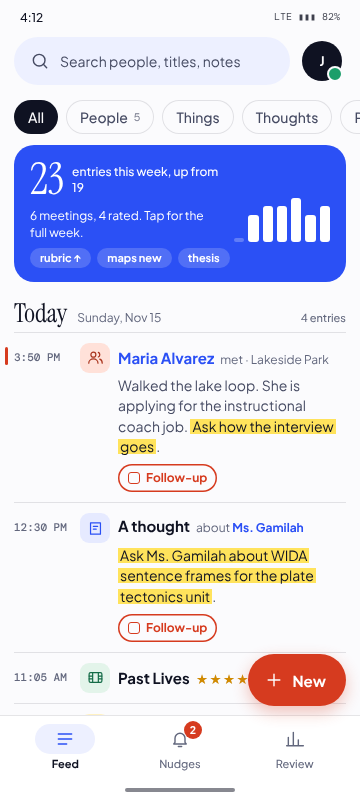 4:12
LTE 82%
Search people, titles, notes
J
All
People 5
Things
Thoughts
23 entries this week, up from
19
6 meetings, 4 rated. Tap for the
full week.
rubric ↑
maps new
thesis
Today Sunday, Nov 15
4 entries
3:50 PM
Maria Alvarez met · Lakeside Park
Walked the lake loop. She is
applying for the instructional
coach job. Ask how the interview
goes.
Follow-up
12:30 PM
A thought about Ms. Gamilah
Ask Ms. Gamilah about WIDA
sentence frames for the plate
tectonics unit.
Follow-up
11:05 AM
Past Lives ★★★★
+ New
2
Feed
Nudges
Review